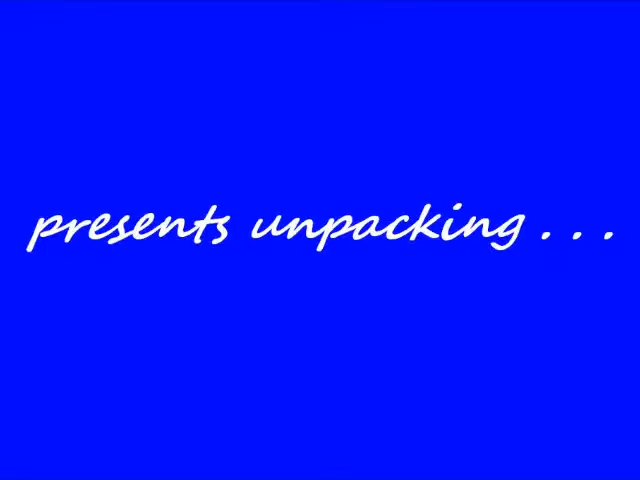 presents unpacking . . .